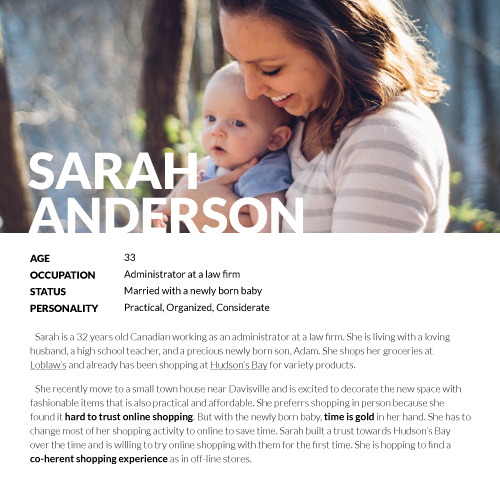 SARAH
ANDERSON
AGE 33
OCCUPATION Administrator at a law firm
STATUS Married with a newly born baby
PERSONALITY Practical, Organized, Considerate
Sarah is a 32 years old Canadian working as an administrator at a law firm. She is living with a loving
husband, a high school teacher, and a precious newly born son, Adam. She shops her groceries at
Loblaw's and already has been shopping at Hudson's Bay for variety products.
She recently move to a small town house near Davisville and is excited to decorate the new space with
fashionable items that is also practical and affordable. She preferrs shopping in person because she
found it hard to trust online shopping. But with the newly born baby, time is gold in her hand. She has to
change most of her shopping activity to online to save time. Sarah built a trust towards Hudson's Bay
over the time and is willing to try online shopping with them for the first time. She is hopping to find a
co-herent shopping experience as in off-line stores.